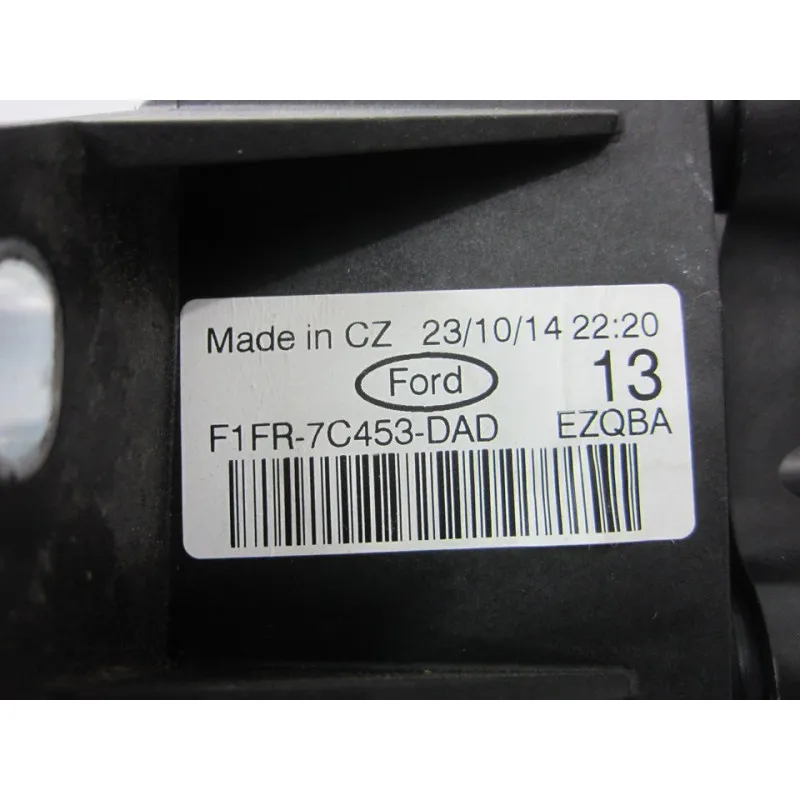 Made in CZ 23/10/14 22:20
Ford 13
F1FR-7C453-DAD EZQBA